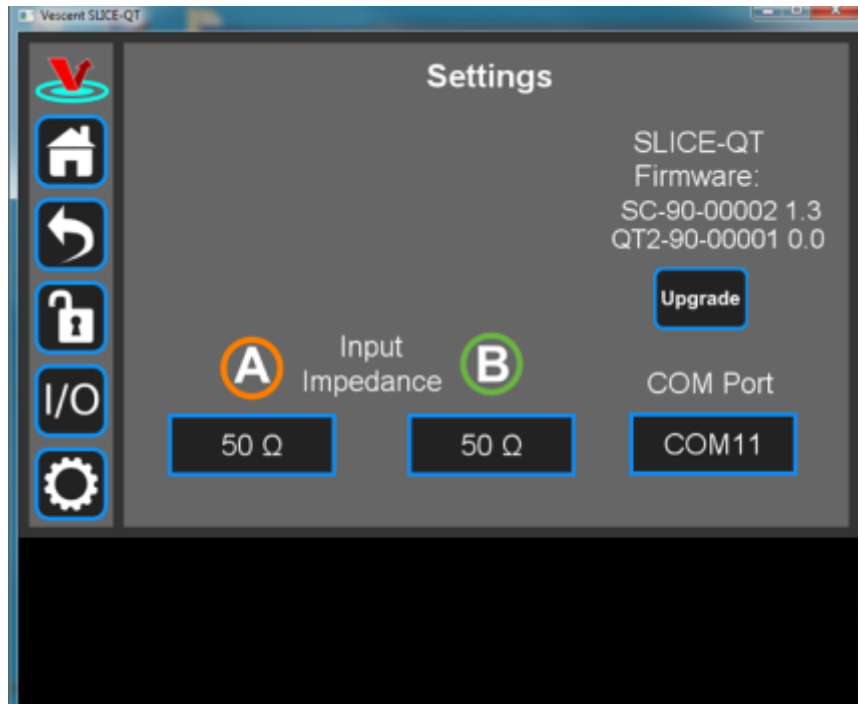 Vescent SLICE-QT
Settings
SLICE-QT
Firmware:
SC-90-00002 1.3
QT2-90-00001 0.0
Upgrade
A
Input
Impedance
B
COM Port
I/O
50 Ω
50 Ω
COM11